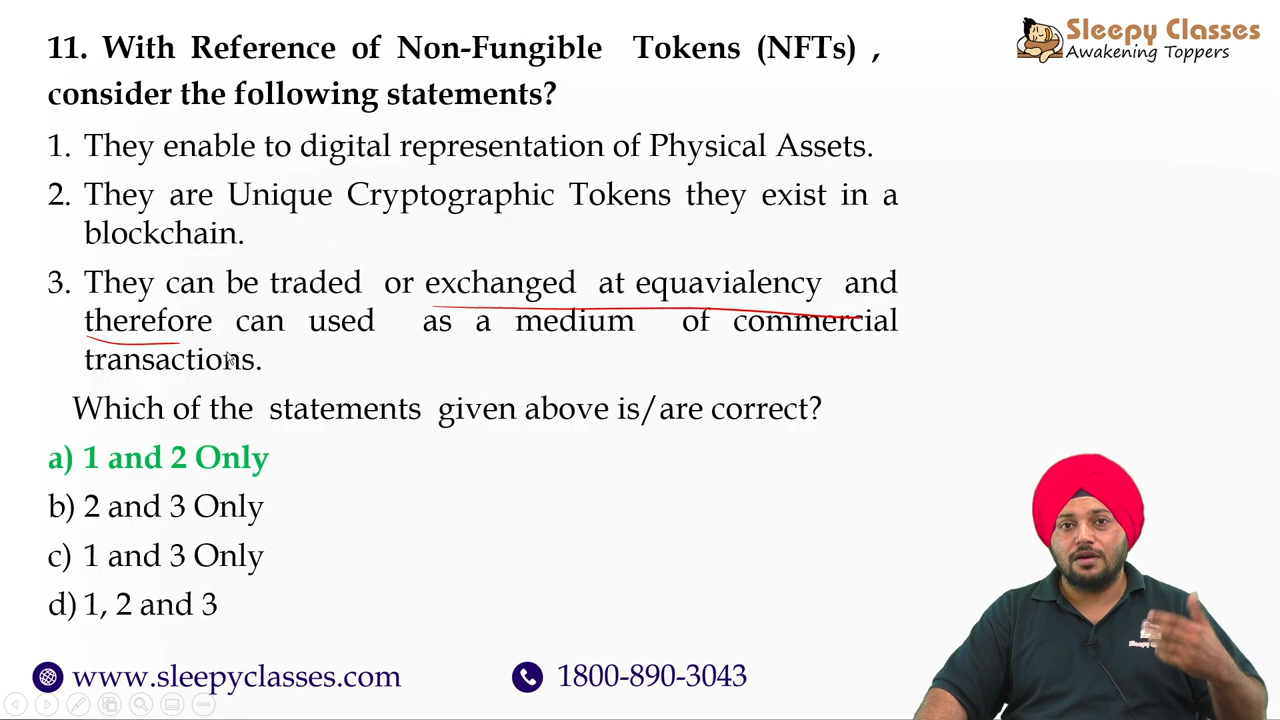 11. With Reference of Non-Fungible Tokens (NFTs) ,
consider the following statements?
1. They enable to digital representation of Physical Assets.
2. They are Unique Cryptographic Tokens they exist in a
blockchain.
3. They can be traded or exchanged at equavialency and
therefore can used as a medium of commercial
transactions.
Which of the statements given above is/are correct?
a) 1 and 2 Only
b) 2 and 3 Only
c) 1 and 3 Only
d) 1, 2 and 3
Sleepy Classes
Awakening Toppers
www.sleepyclasses.com
1800-890-3043